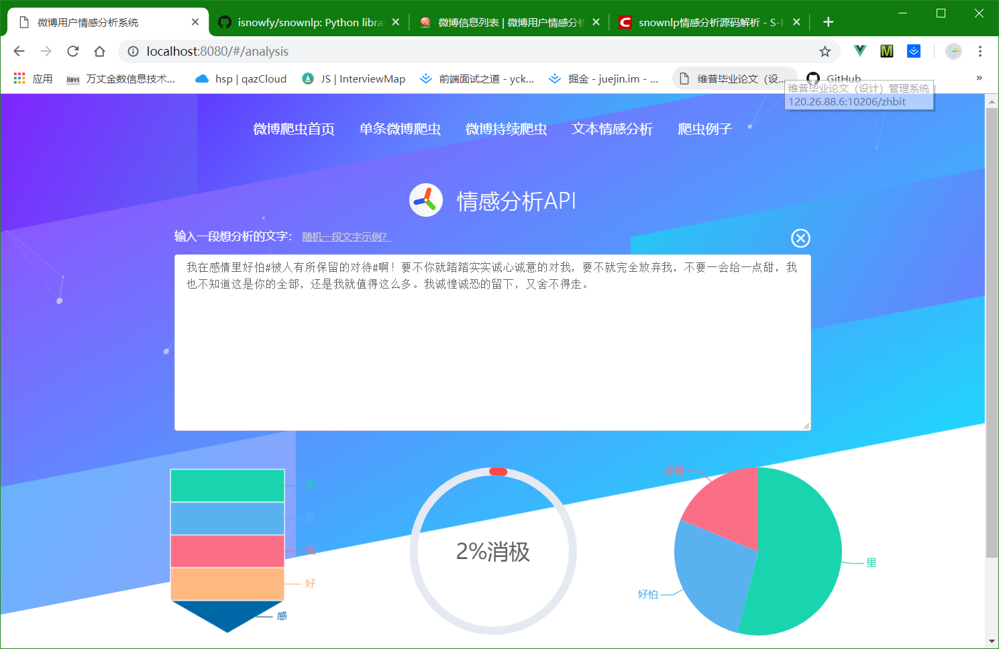 微博用户情感分析系统
isnowfy/snownlp: Python libra
微博信息列表 | 微博用户情感分析
snownlp情感分析源码解析 - S-H
localhost:8080/#/analysis
应用
万丈金数信息技术...
hsp | qazCloud
JS | InterviewMap
前端面试之道 - yck...
掘金 - juejin.im - ...
维普毕业论文（设...
GitHub
»
维普毕业论文（设计）管理系统
120.26.88.6:10206/zhbit
微博爬虫首页
单条微博爬虫
微博持续爬虫
文本情感分析
爬虫例子
情感分析API
输入一段想分析的文字：
随机一段文字示例？
我在感情里好怕#被人有所保留的对待#啊！要不你就踏踏实实诚心诚意的对我，要不就完全放弃我，不要一会给一点甜，我
也不知道这是你的全部，还是我就值得这么多。我诚惶诚恐的留下，又舍不得走。
在
里
好
感
2%消极
感情
里
好怕